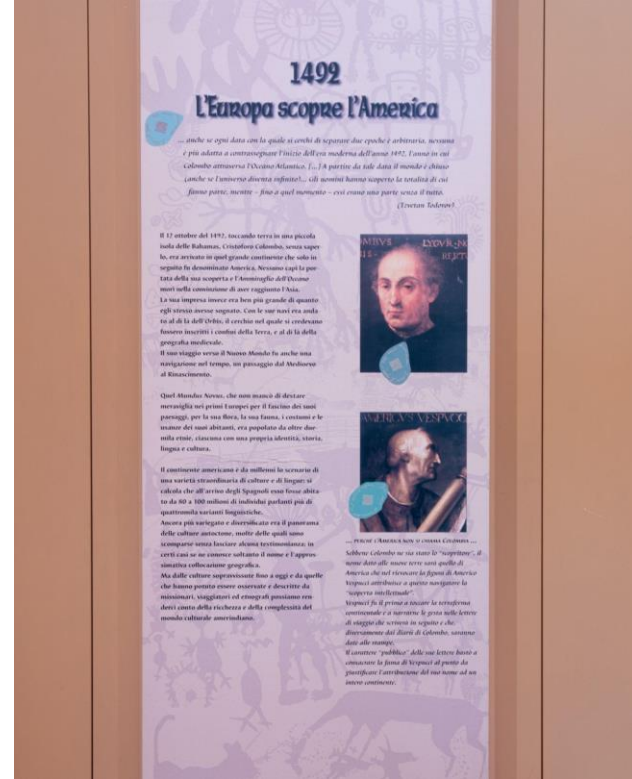 1492
L'Europa scopre l'America
... anche se ogni data con la quale si cerchi di separare due epoche è arbitraria, nessuna
è più adatta a contrassegnare l'inizio dell'era moderna dell'anno 1492, l'anno in cui
Colombo attraversa l'Oceano Atlantico. [...] A partire da tale data il mondo è chiuso
(anche se l'universo diventa infinito)... Gli uomini hanno scoperto la totalità di cui
fanno parte, mentre – fino a quel momento – essi erano una parte senza il tutto.
(Tzvetan Todorov)
Il 12 ottobre del 1492, toccando terra in una piccola
isola delle Bahamas, Cristoforo Colombo, senza saper-
lo, era arrivato in quel grande continente che solo in
seguito fu denominato America. Nessuno capì la por-
tata della sua scoperta e l'Ammiraglio dell'Oceano
morì nella convinzione di aver raggiunto l'Asia.
La sua impresa invece era ben più grande di quanto
egli stesso avesse sognato. Con le sue navi era anda-
to al di là dell'Orbis, il cerchio nel quale si credevano
fossero inscritti i confini della Terra, e al di là della
geografia medievale.
Il suo viaggio verso il Nuovo Mondo fu anche una
navigazione nel tempo, un passaggio dal Medioevo
al Rinascimento.
Quel Mundus Novus, che non mancò di destare
meraviglia nei primi Europei per il fascino dei suoi
paesaggi, per la sua flora, la sua fauna, i costumi e le
usanze dei suoi abitanti, era popolato da oltre due-
mila etnie, ciascuna con una propria identità, storia,
lingua e cultura.
Il continente americano è da millenni lo scenario di
una varietà straordinaria di culture e di lingue: si
calcola che all'arrivo degli Spagnoli esso fosse abita-
to da 80 a 100 milioni di individui parlanti più di
quattromila varianti linguistiche.
Ancora più variegato e diversificato era il panorama
delle culture autoctone, molte delle quali sono
scomparse senza lasciare alcuna testimonianza; in
certi casi se ne conosce soltanto il nome e l'appros-
simativa collocazione geografica.
Ma dalle culture sopravvissute fino a oggi e da quelle
che hanno potuto essere osservate e descritte da
missionari, viaggiatori ed etnografi possiamo ren-
derci conto della ricchezza e della complessità del
mondo culturale amerindiano.
LYGVR
AMERICVS VESPVCC
... perché l'America non si chiama Colombia ...
Sebbene Colombo ne sia stato lo "scopritore", il
nome dato alle nuove terre sarà quello di
America che nel rievocare la figura di Amerigo
Vespucci attribuisce a questo navigatore la
"scoperta intellettuale".
Vespucci fu il primo a toccare la terraferma
continentale e a narrarne le gesta nelle lettere
di viaggio che scriverà in seguito e che
diversamente dai diari di Colombo, saranno
date alle stampe.
Il carattere "pubblico" delle sue lettere bastò a
consacrare la fama di Vespucci al punto da
giustificare l'attribuzione del suo nome ad un
intero continente.